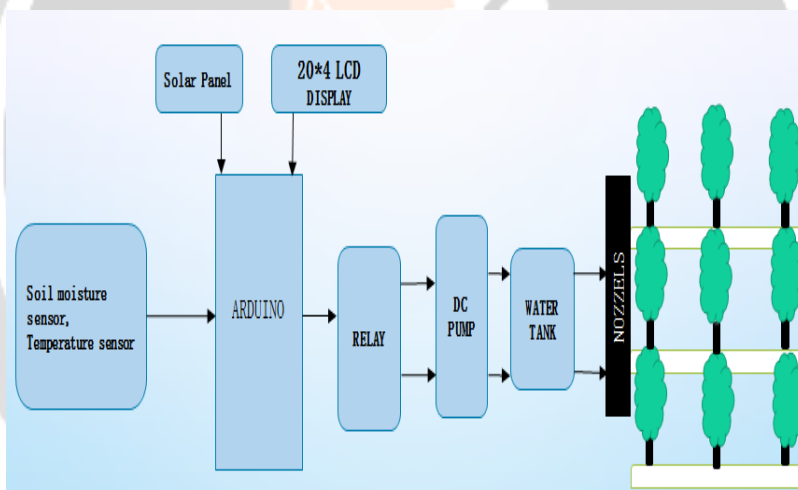 Solar Panel
20*4 LCD
DISPLAY
Soil moisture
sensor,
Temperature sensor
ARDUINO
RELAY
DC
PUMP
WATER
TANK
NOZZELS